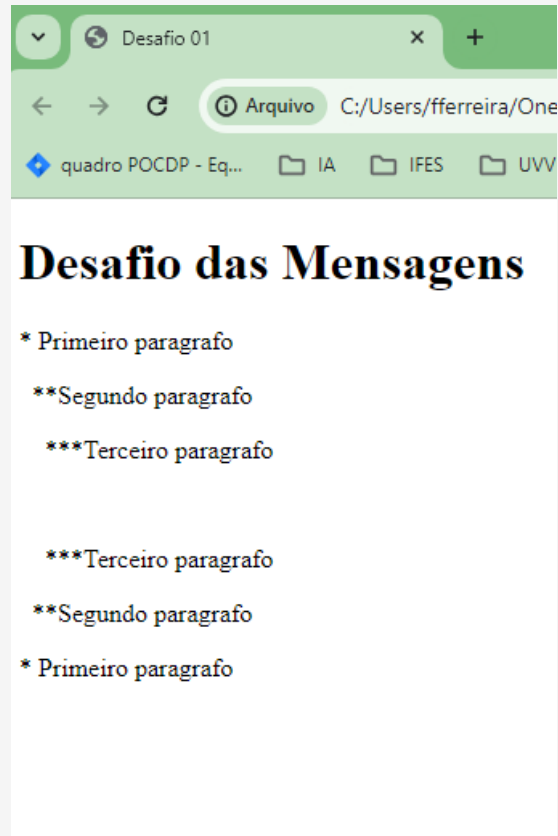 Desafio 01
Arquivo C:/Users/fferreira/One
quadro POCDP - Eq... IA IFES UVV
Desafio das Mensagens
* Primeiro paragrafo
**Segundo paragrafo
***Terceiro paragrafo
***Terceiro paragrafo
**Segundo paragrafo
* Primeiro paragrafo